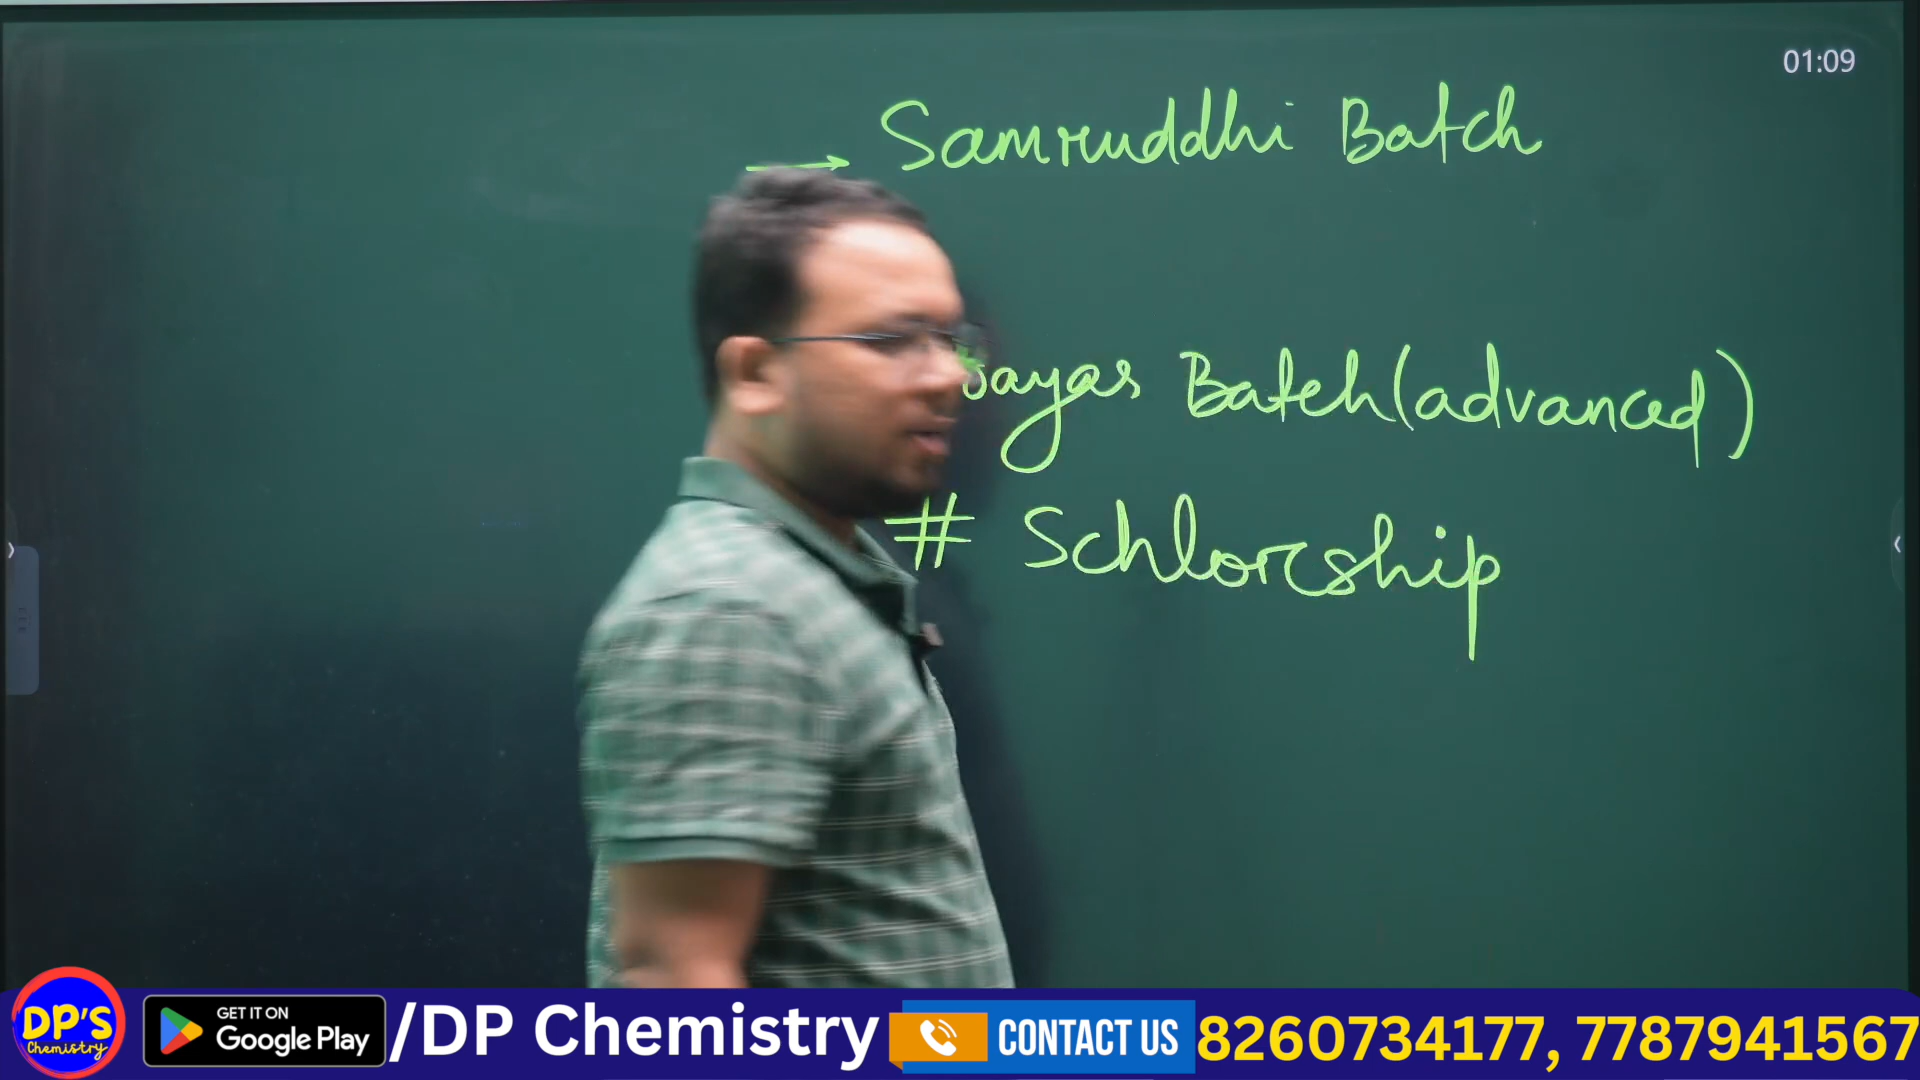 01:09
→ Samruddhi Batch
Batch (advanced)
# Schlorship
DP'S
Chemistry
GET IT ON
Google Play
/DP Chemistry
CONTACT US
8260734177, 7787941567